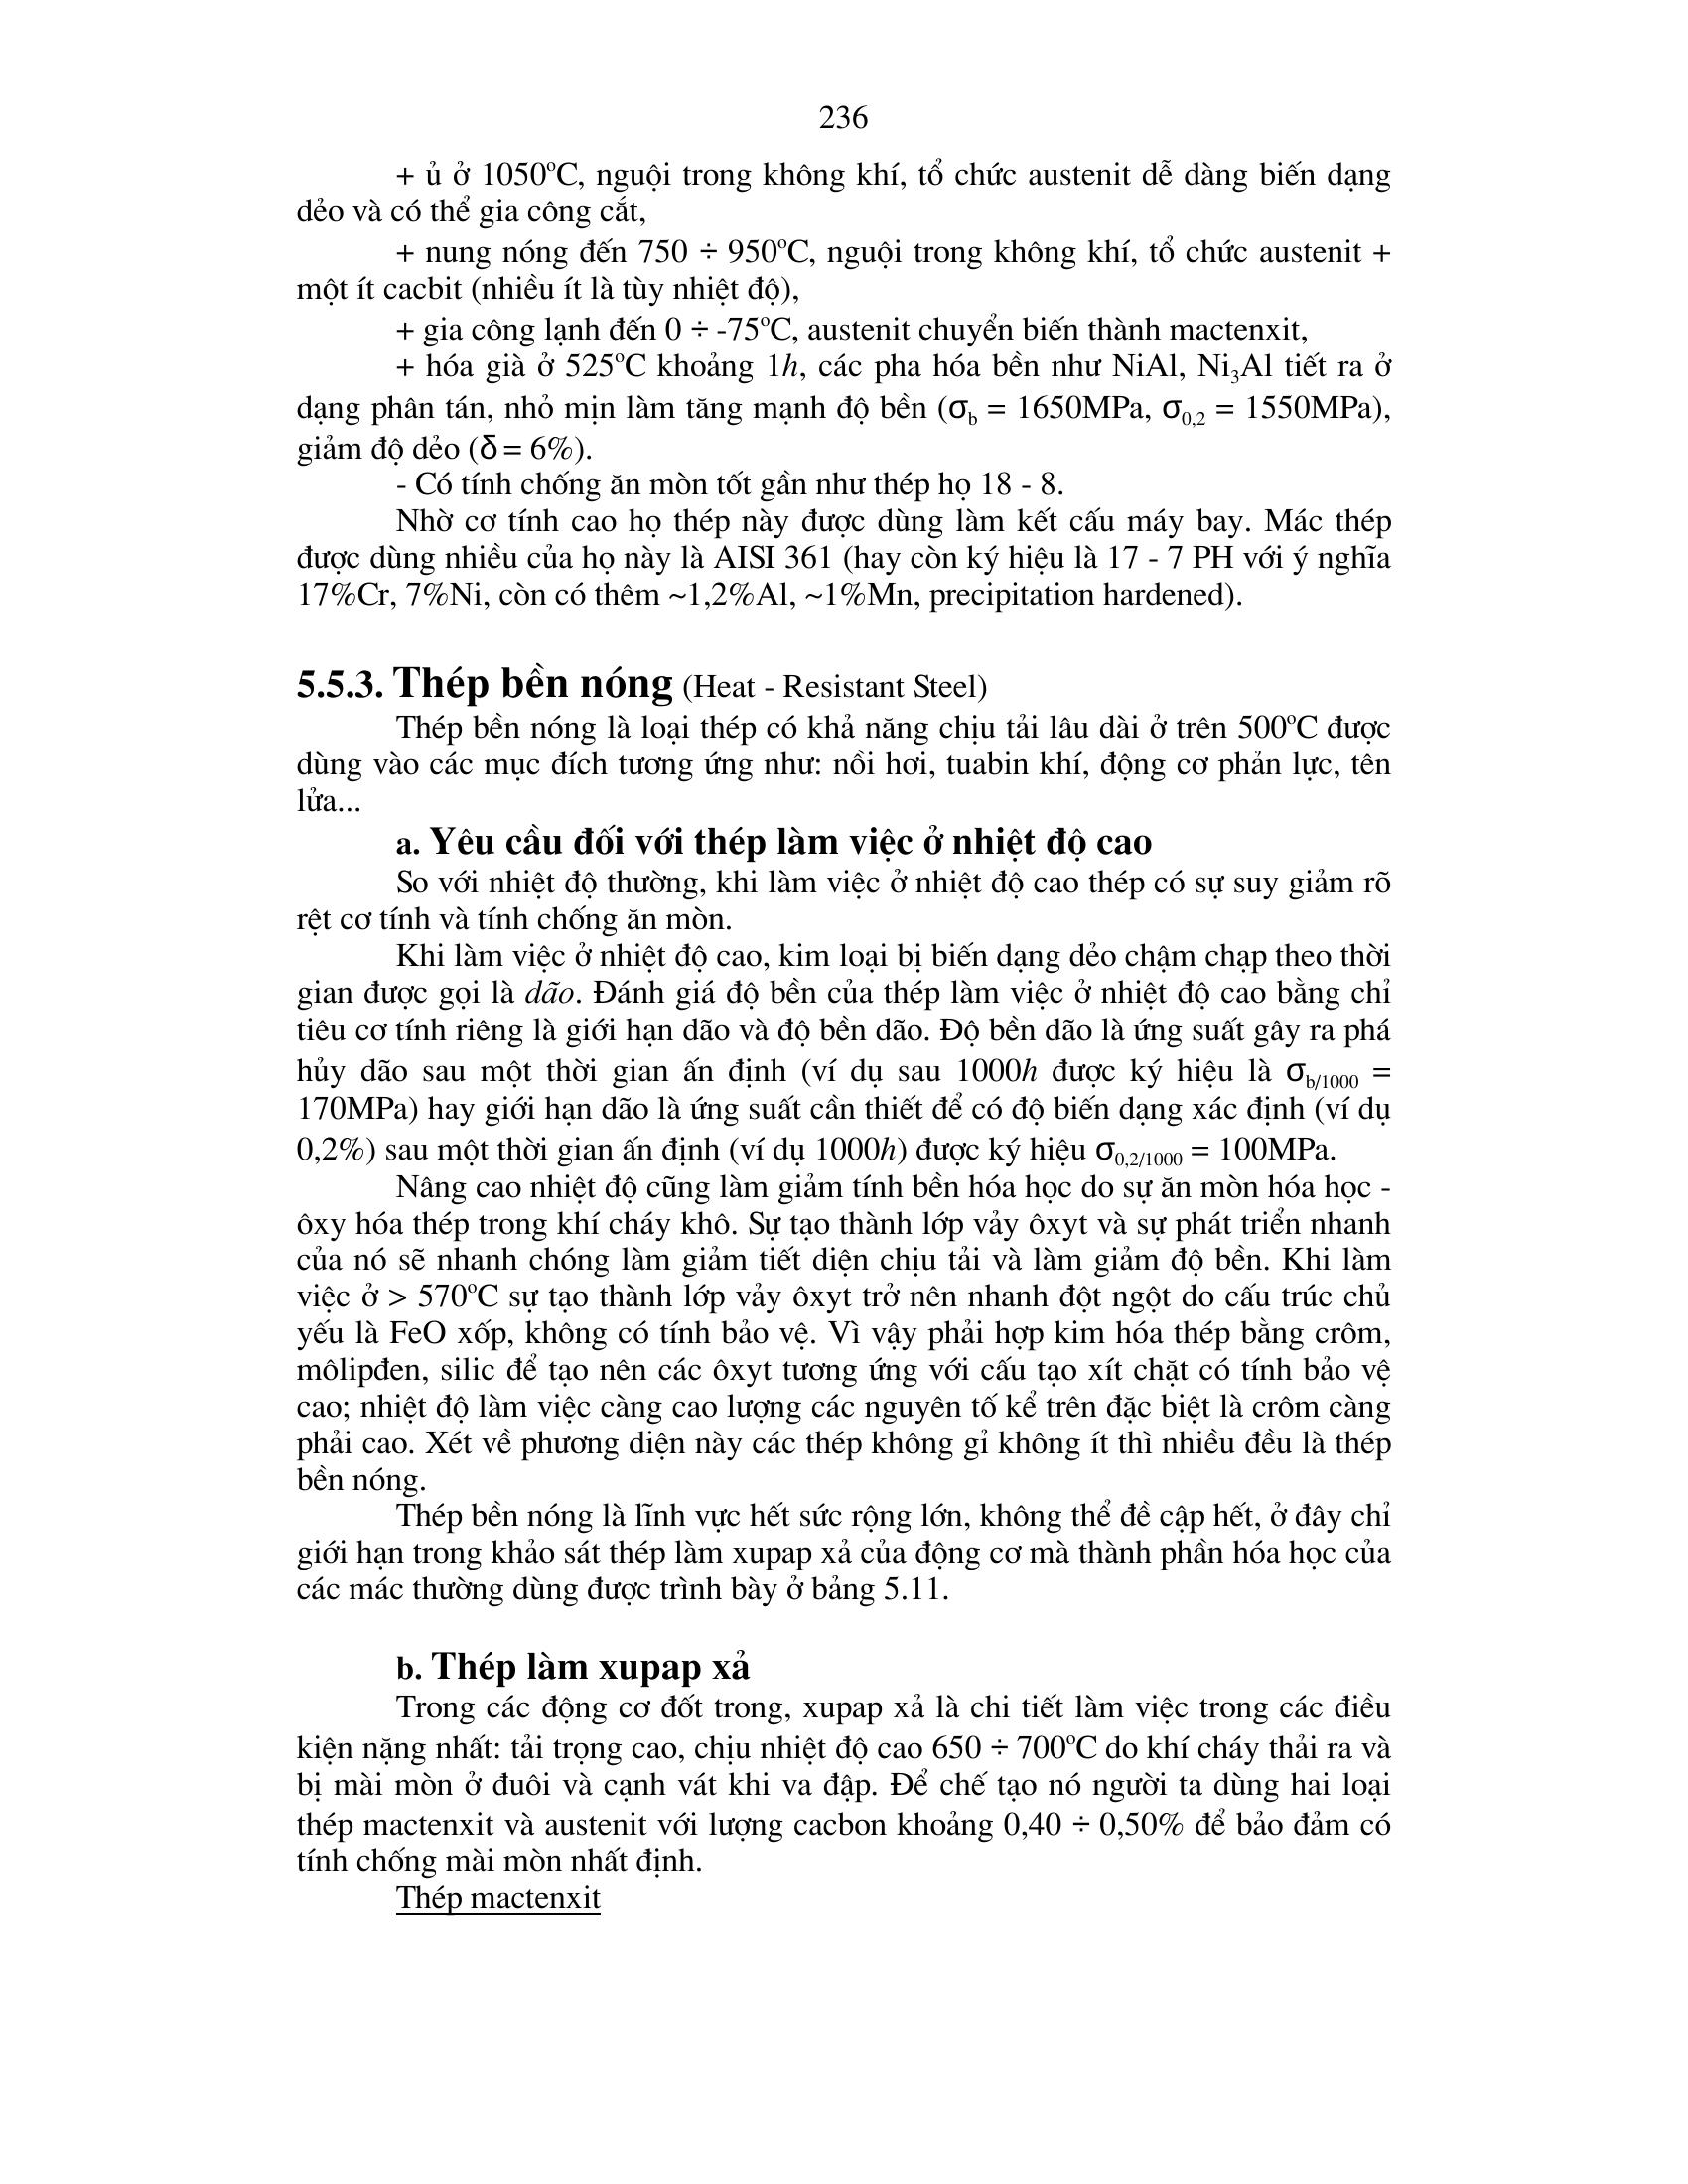 236
+ ủ ở 1050ºC, nguội trong không khí, tổ chức austenit dễ dàng biến dạng
dẻo và có thể gia công cắt,
+ nung nóng đến 750 ÷ 950ºC, nguội trong không khí, tổ chức austenit +
một ít cacbit (nhiều ít là tùy nhiệt độ),
+ gia công lạnh đến 0 ÷ -75ºC, austenit chuyển biến thành mactenxit,
+ hóa già ở 525ºC khoảng 1h, các pha hóa bền như NiAl, Ni₃Al tiết ra ở
dạng phân tán, nhỏ mịn làm tăng mạnh độ bền (σb = 1650MPa, σ0,2 = 1550MPa),
giảm độ dẻo (δ = 6%).
- Có tính chống ăn mòn tốt gần như thép họ 18 - 8.
Nhờ cơ tính cao họ thép này được dùng làm kết cấu máy bay. Mác thép
được dùng nhiều của họ này là AISI 361 (hay còn ký hiệu là 17 - 7 PH với ý nghĩa
17%Cr, 7%Ni, còn có thêm ~1,2%Al, ~1%Mn, precipitation hardened).
5.5.3. Thép bền nóng (Heat - Resistant Steel)
Thép bền nóng là loại thép có khả năng chịu tải lâu dài ở trên 500ºC được
dùng vào các mục đích tương ứng như: nồi hơi, tuabin khí, động cơ phản lực, tên
lửa...
a. Yêu cầu đối với thép làm việc ở nhiệt độ cao
So với nhiệt độ thường, khi làm việc ở nhiệt độ cao thép có sự suy giảm rõ
rệt cơ tính và tính chống ăn mòn.
Khi làm việc ở nhiệt độ cao, kim loại bị biến dạng dẻo chậm chạp theo thời
gian được gọi là dão. Đánh giá độ bền của thép làm việc ở nhiệt độ cao bằng chỉ
tiêu cơ tính riêng là giới hạn dão và độ bền dão. Độ bền dão là ứng suất gây ra phá
hủy dão sau một thời gian ấn định (ví dụ sau 1000h được ký hiệu là σb/1000 =
170MPa) hay giới hạn dão là ứng suất cần thiết để có độ biến dạng xác định (ví dụ
0,2%) sau một thời gian ấn định (ví dụ 1000h) được ký hiệu σ0,2/1000 = 100MPa.
Nâng cao nhiệt độ cũng làm giảm tính bền hóa học do sự ăn mòn hóa học -
ôxy hóa thép trong khí cháy khô. Sự tạo thành lớp vảy ôxyt và sự phát triển nhanh
của nó sẽ nhanh chóng làm giảm tiết diện chịu tải và làm giảm độ bền. Khi làm
việc ở > 570ºC sự tạo thành lớp vảy ôxyt trở nên nhanh đột ngột do cấu trúc chủ
yếu là FeO xốp, không có tính bảo vệ. Vì vậy phải hợp kim hóa thép bằng crôm,
môlipđen, silic để tạo nên các ôxyt tương ứng với cấu tạo xít chặt có tính bảo vệ
cao; nhiệt độ làm việc càng cao lượng các nguyên tố kể trên đặc biệt là crôm càng
phải cao. Xét về phương diện này các thép không gỉ không ít thì nhiều đều là thép
bền nóng.
Thép bền nóng là lĩnh vực hết sức rộng lớn, không thể đề cập hết, ở đây chỉ
giới hạn trong khảo sát thép làm xupap xả của động cơ mà thành phần hóa học của
các mác thường dùng được trình bày ở bảng 5.11.
b. Thép làm xupap xả
Trong các động cơ đốt trong, xupap xả là chi tiết làm việc trong các điều
kiện nặng nhất: tải trọng cao, chịu nhiệt độ cao 650 ÷ 700ºC do khí cháy thải ra và
bị mài mòn ở đuôi và cạnh vát khi va đập. Để chế tạo nó người ta dùng hai loại
thép mactenxit và austenit với lượng cacbon khoảng 0,40 ÷ 0,50% để bảo đảm có
tính chống mài mòn nhất định.
Thép mactenxit